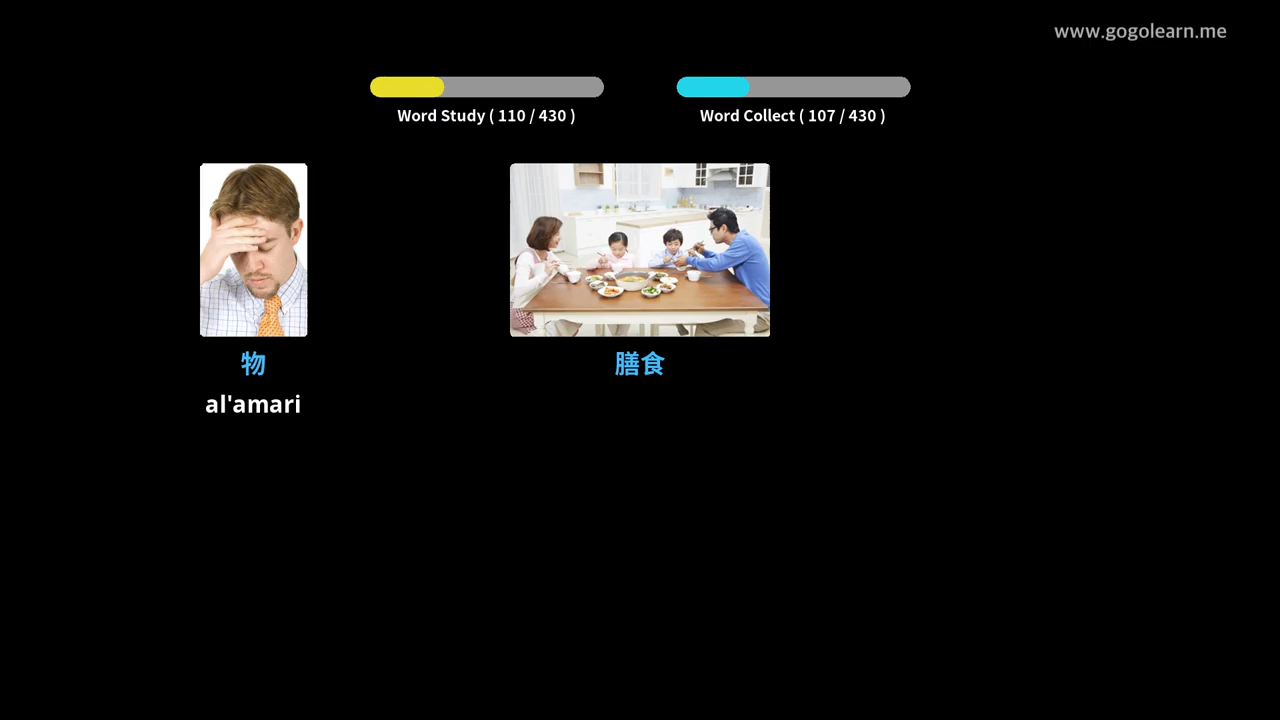 www.gogolearn.me
Word Study ( 110 / 430 )
Word Collect ( 107 / 430 )
物
膳食
al'amari